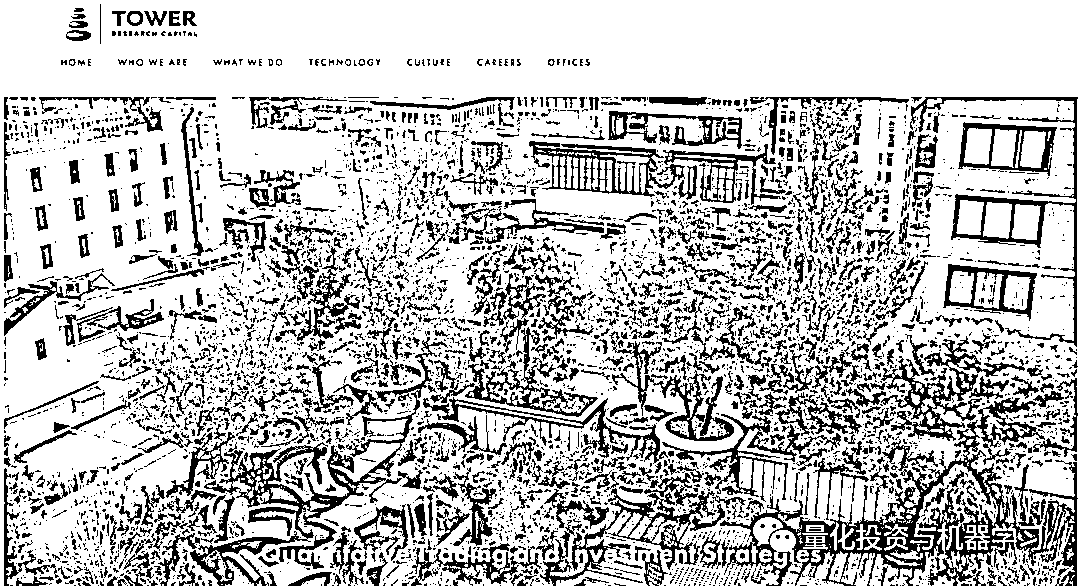 TOWER
RESEARCH CAPITAL
HOME WHO WE ARE WHAT WE DO TECHNOLOGY CULTURE CAREERS OFFICES
Quantitative Trading and Investment Strategies
量化投资与机器学习